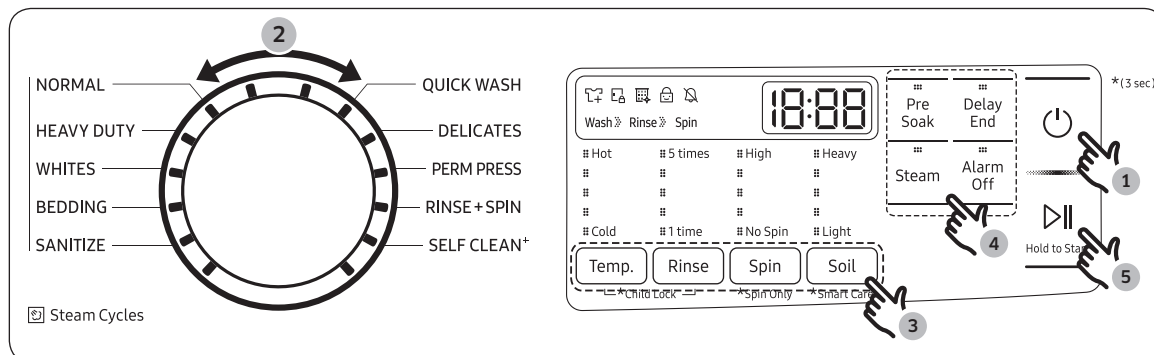 2
NORMAL
HEAVY DUTY
WHITES
BEDDING
SANITIZE
QUICK WASH
DELICATES
PERM PRESS
RINSE + SPIN
SELF CLEAN+
Steam Cycles
18:88
Wash Rinse Spin
Hot 5 times High Heavy
Cold 1 time No Spin Light
Temp. Rinse Spin Soil
*Child Lock *Spin Only *Smart Care
3
Pre Soak
Delay End
Steam
Alarm Off
4
*(3 sec)
1
Hold to Start
5